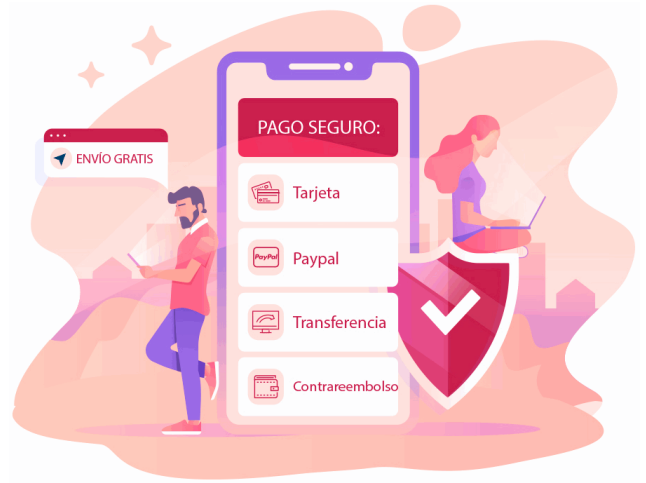 PAGO SEGURO:
ENVÍO GRATIS
Tarjeta
PayPal
Paypal
Transferencia
Contrareembolso